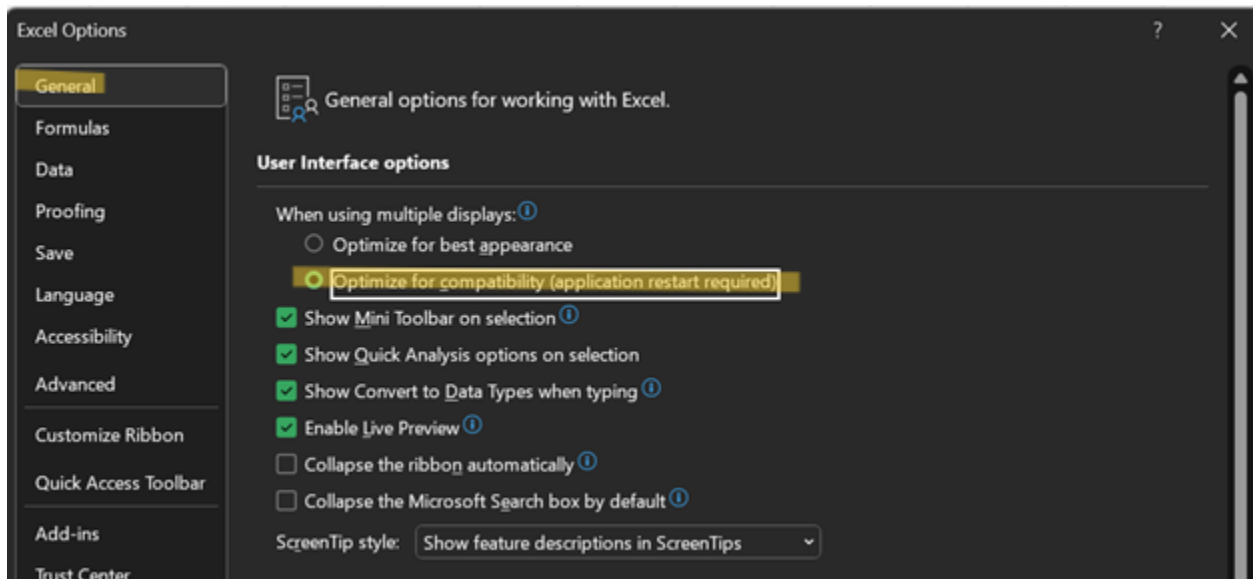 Excel Options
?
General
Formulas
Data
Proofing
Save
Language
Accessibility
Advanced
Customize Ribbon
Quick Access Toolbar
Add-ins
Trust Center
General options for working with Excel.
User Interface options
When using multiple displays:
Optimize for best appearance
Optimize for compatibility (application restart required)
Show Mini Toolbar on selection
Show Quick Analysis options on selection
Show Convert to Data Types when typing
Enable Live Preview
Collapse the ribbon automatically
Collapse the Microsoft Search box by default
ScreenTip style: Show feature descriptions in ScreenTips